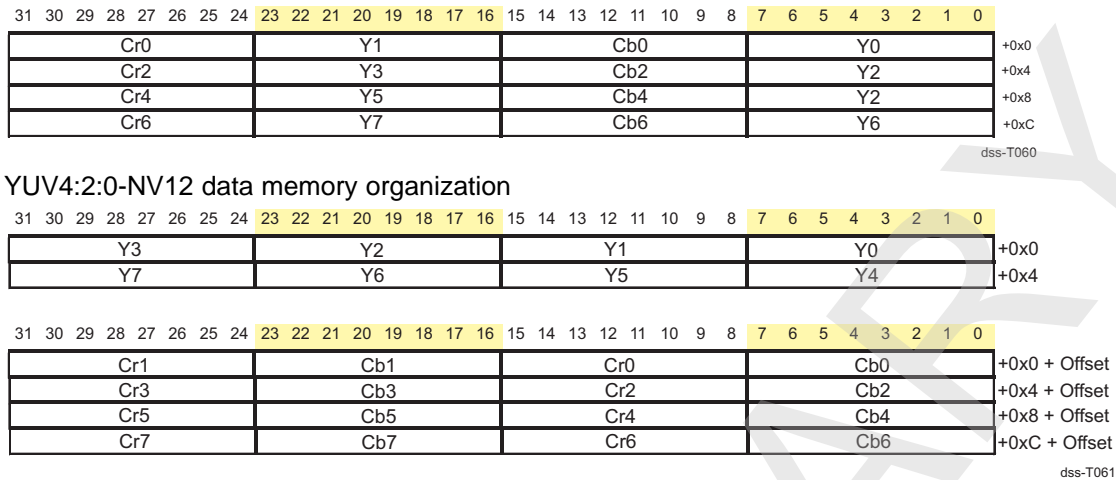 31 30 29 28 27 26 25 24 23 22 21 20 19 18 17 16 15 14 13 12 11 10 9 8 7 6 5 4 3 2 1 0
Cr0 Y1 Cb0 Y0 +0x0
Cr2 Y3 Cb2 Y2 +0x4
Cr4 Y5 Cb4 Y2 +0x8
Cr6 Y7 Cb6 Y6 +0xC
dss-T060
YUV4:2:0-NV12 data memory organization
31 30 29 28 27 26 25 24 23 22 21 20 19 18 17 16 15 14 13 12 11 10 9 8 7 6 5 4 3 2 1 0
Y3 Y2 Y1 Y0 +0x0
Y7 Y6 Y5 Y4 +0x4
31 30 29 28 27 26 25 24 23 22 21 20 19 18 17 16 15 14 13 12 11 10 9 8 7 6 5 4 3 2 1 0
Cr1 Cb1 Cr0 Cb0 +0x0 + Offset
Cr3 Cb3 Cr2 Cb2 +0x4 + Offset
Cr5 Cb5 Cr4 Cb4 +0x8 + Offset
Cr7 Cb7 Cr6 Cb6 +0xC + Offset
dss-T061